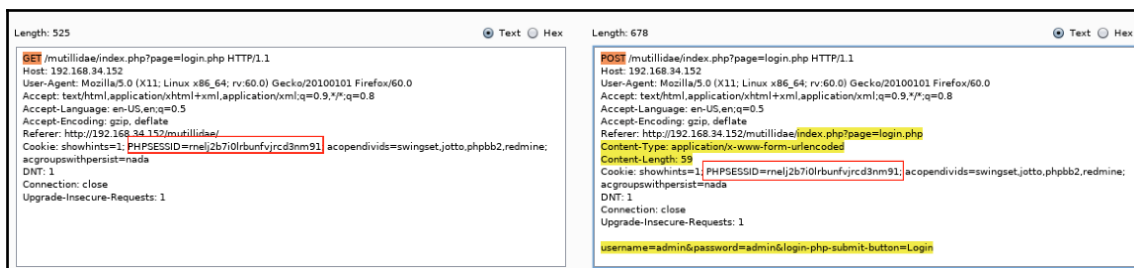 Length: 525
Text Hex
GET /mutillidae/index.php?page=login.php HTTP/1.1
Host: 192.168.34.152
User-Agent: Mozilla/5.0 (X11; Linux x86_64; rv:60.0) Gecko/20100101 Firefox/60.0
Accept: text/html,application/xhtml+xml,application/xml;q=0.9,*/*;q=0.8
Accept-Language: en-US,en;q=0.5
Accept-Encoding: gzip, deflate
Referer: http://192.168.34.152/mutillidae/
Cookie: showhints=1; PHPSESSID=rnelj2b7i0lrbunfvjrcd3nm91; acopendivids=swingset,jotto,phpbb2,redmine;
acgroupswithpersist=nada
DNT: 1
Connection: close
Upgrade-Insecure-Requests: 1
Length: 678
Text Hex
POST /mutillidae/index.php?page=login.php HTTP/1.1
Host: 192.168.34.152
User-Agent: Mozilla/5.0 (X11; Linux x86_64; rv:60.0) Gecko/20100101 Firefox/60.0
Accept: text/html,application/xhtml+xml,application/xml;q=0.9,*/*;q=0.8
Accept-Language: en-US,en;q=0.5
Accept-Encoding: gzip, deflate
Referer: http://192.168.34.152/mutillidae/index.php?page=login.php
Content-Type: application/x-www-form-urlencoded
Content-Length: 59
Cookie: showhints=1; PHPSESSID=rnelj2b7i0lrbunfvjrcd3nm91; acopendivids=swingset,jotto,phpbb2,redmine;
acgroupswithpersist=nada
DNT: 1
Connection: close
Upgrade-Insecure-Requests: 1
username=admin&password=admin&login-php-submit-button=Login